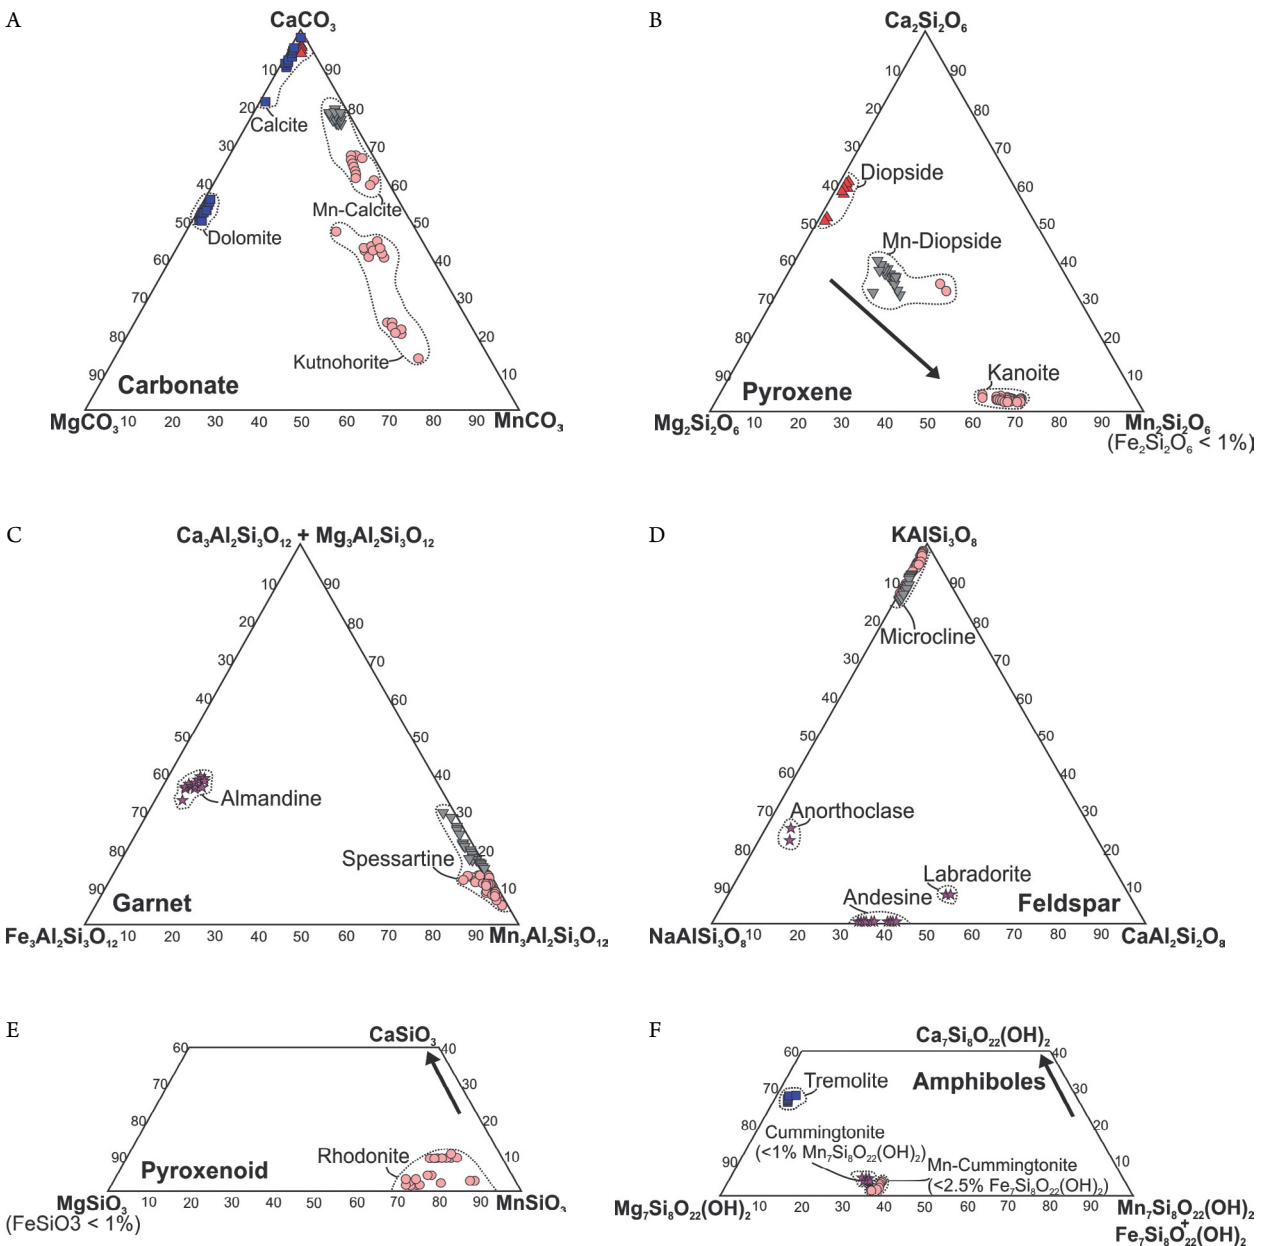 A
CaCO₃
10 90
20 80
Calcite
30 70
40 60
Mn-Calcite
50 50
Dolomite
60 40
70 30
80 20
Kutnohorite
90 10
Carbonate
MgCO₃ 10 20 30 40 50 60 70 80 90 MnCO₃
B
Ca₂Si₂O₆
10 90
20 80
30 70
Diopside
40 60
50 50
Mn-Diopside
60 40
70 30
80 20
Kanoite
90 10
Pyroxene
Mg₂Si₂O₆ 10 20 30 40 50 60 70 80 90 Mn₂Si₂O₆
(Fe₂Si₂O₆ < 1%)
C
Ca₃Al₂Si₃O₁₂ + Mg₃Al₂Si₃O₁₂
10 90
20 80
30 70
40 60
50 50
60 40
Almandine
70 30
80 20
Spessartine
90 10
Garnet
Fe₃Al₂Si₃O₁₂ 10 20 30 40 50 60 70 80 90 Mn₃Al₂Si₃O₁₂
D
KAlSi₃O₈
10 90
20 80
Microcline
30 70
40 60
50 50
60 40
70 30
Anorthoclase
80 20
Labradorite
90 10
Andesine
Feldspar
NaAlSi₃O₈ 10 20 30 40 50 60 70 80 90 CaAl₂Si₂O₈
E
CaSiO₃
60 40
70 30
80 20
Rhodonite
90 10
Pyroxenoid
MgSiO₃ 10 20 30 40 50 60 70 80 90 MnSiO₃
(FeSiO3 < 1%)
F
Ca₇Si₈O₂₂(OH)₂
60 40
Tremolite
Amphiboles
70 30
80 20
Cummingtonite
(<1% Mn₇Si₈O₂₂(OH)₂)
90 10
Mn-Cummingtonite
(<2.5% Fe₇Si₈O₂₂(OH)₂)
Mg₇Si₈O₂₂(OH)₂ 10 20 30 40 50 60 70 80 90 Mn₇Si₈O₂₂(OH)₂
+
Fe₇Si₈O₂₂(OH)₂